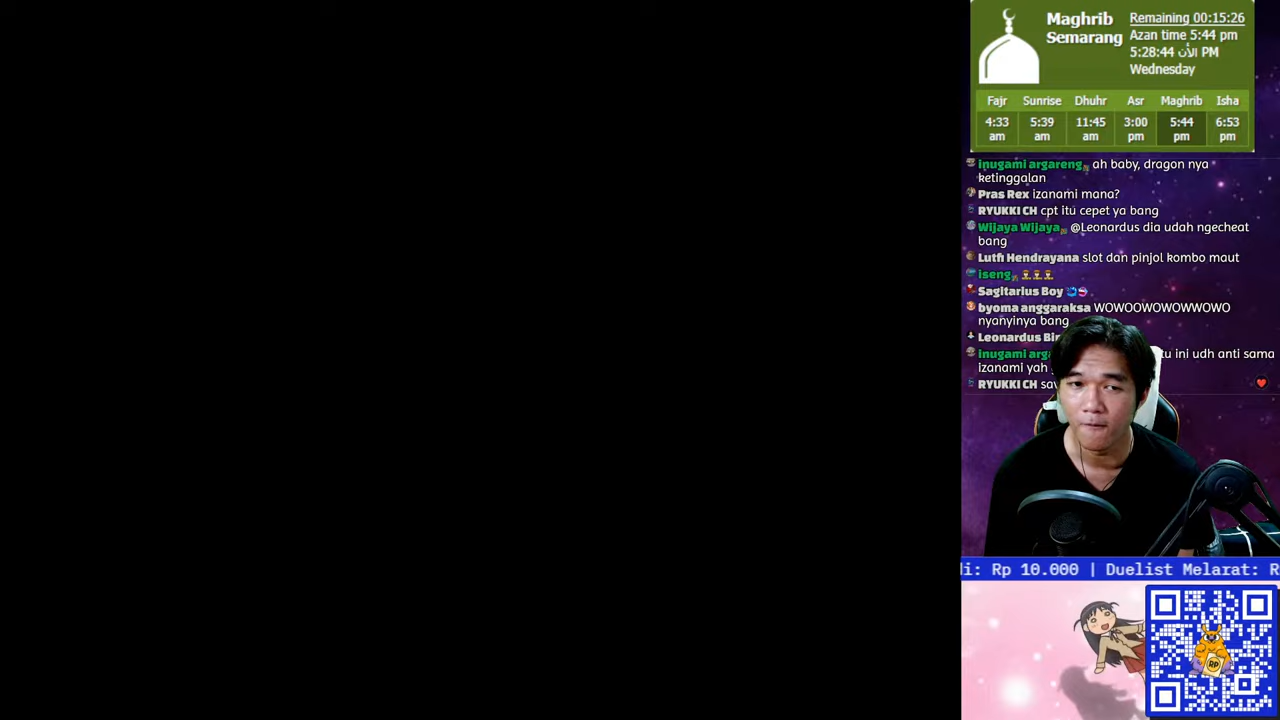 Maghrib
Semarang
Remaining 00:15:26
Azan time 5:44 pm
5:28:44 الأن PM
Wednesday
Fajr Sunrise Dhuhr Asr Maghrib Isha
4:33 5:39 11:45 3:00 5:44 6:53
am am am pm pm pm
inugami argareng ah baby, dragon nya
ketinggalan
Pras Rex izanami mana?
RYUKKI CH cpt itu cepet ya bang
Wijaya Wijaya @Leonardus dia udah ngecheat
bang
Lutfi Hendrayana slot dan pinjol kombo maut
iseng
Sagitarius Boy
byoma anggaraksa WOWOOWOWOWWOWO
nyanyinya bang
Leonardus
inugami ini udh anti sama
izanami yah
RYUKKI CH
di: Rp 10.000 | Duelist Melarat: R
RP